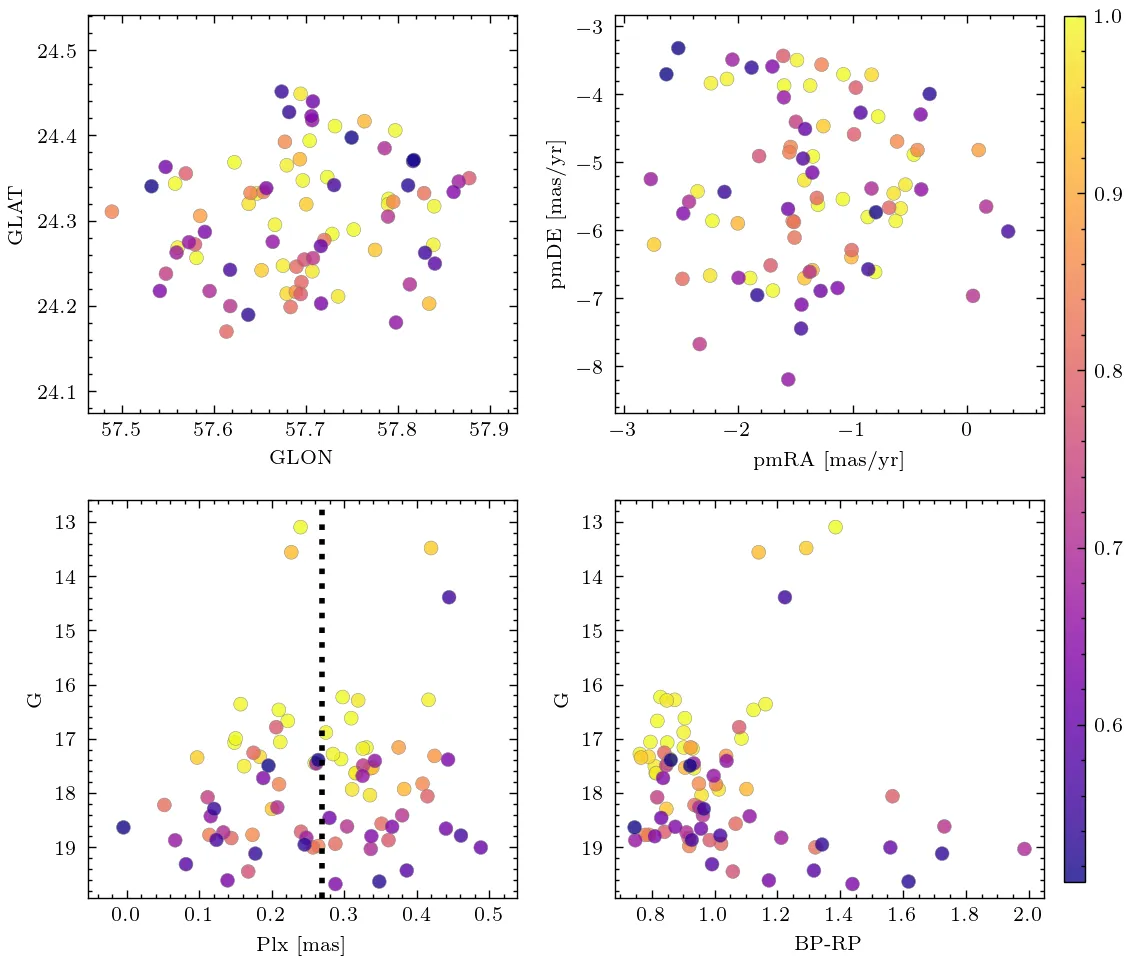 24.5
24.4
24.3
24.2
24.1
GLAT
57.5 57.6 57.7 57.8 57.9
GLON
−3
−4
−5
−6
−7
−8
pmDE [mas/yr]
−3 −2 −1 0
pmRA [mas/yr]
1.0
0.9
0.8
0.7
0.6
13
14
15
16
17
18
19
G
0.0 0.1 0.2 0.3 0.4 0.5
Plx [mas]
13
14
15
16
17
18
19
G
0.8 1.0 1.2 1.4 1.6 1.8 2.0
BP-RP